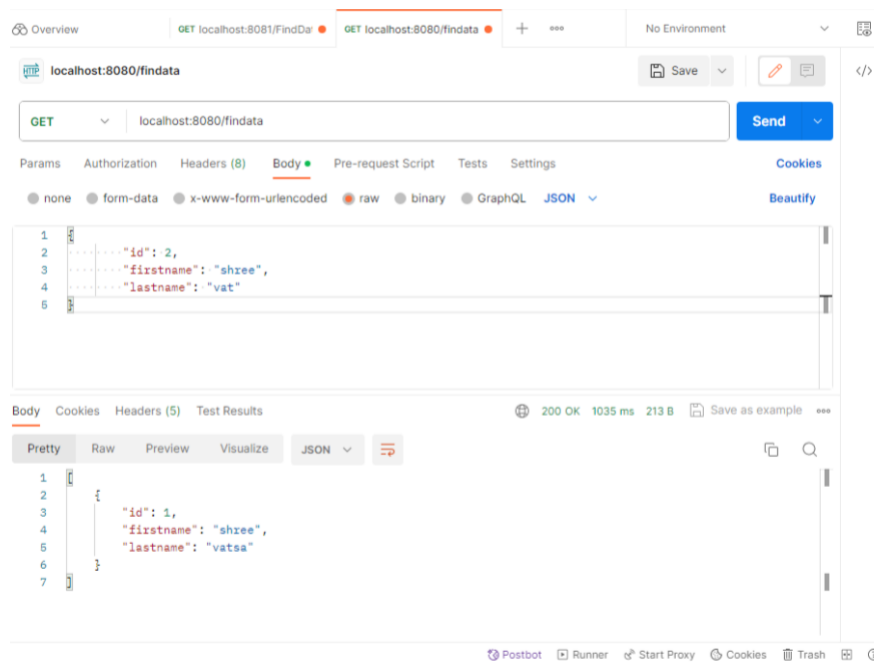 Overview GET localhost:8081/FindDa GET localhost:8080/findata No Environment
HTTP localhost:8080/findata Save
GET localhost:8080/findata Send
Params Authorization Headers (8) Body Pre-request Script Tests Settings Cookies
none form-data x-www-form-urlencoded raw binary GraphQL JSON Beautify
1 {
2 "id": 2,
3 "firstname": "shree",
4 "lastname": "vat"
5 }
Body Cookies Headers (5) Test Results 200 OK 1035 ms 213 B Save as example
Pretty Raw Preview Visualize JSON
1 [
2 {
3 "id": 1,
4 "firstname": "shree",
5 "lastname": "vatsa"
6 }
7 ]
Postbot Runner Start Proxy Cookies Trash